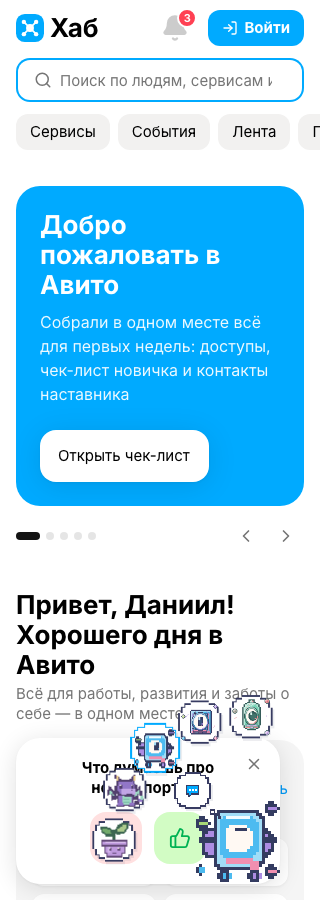 Хаб
3
Войти
Поиск по людям, сервисам и
Сервисы
События
Лента
Добро
пожаловать в
Авито
Собрали в одном месте всё
для первых недель: доступы,
чек-лист новичка и контакты
наставника
Открыть чек-лист
Привет, Даниил!
Хорошего дня в
Авито
Всё для работы, развития и заботы о
себе — в одном месте
Что про